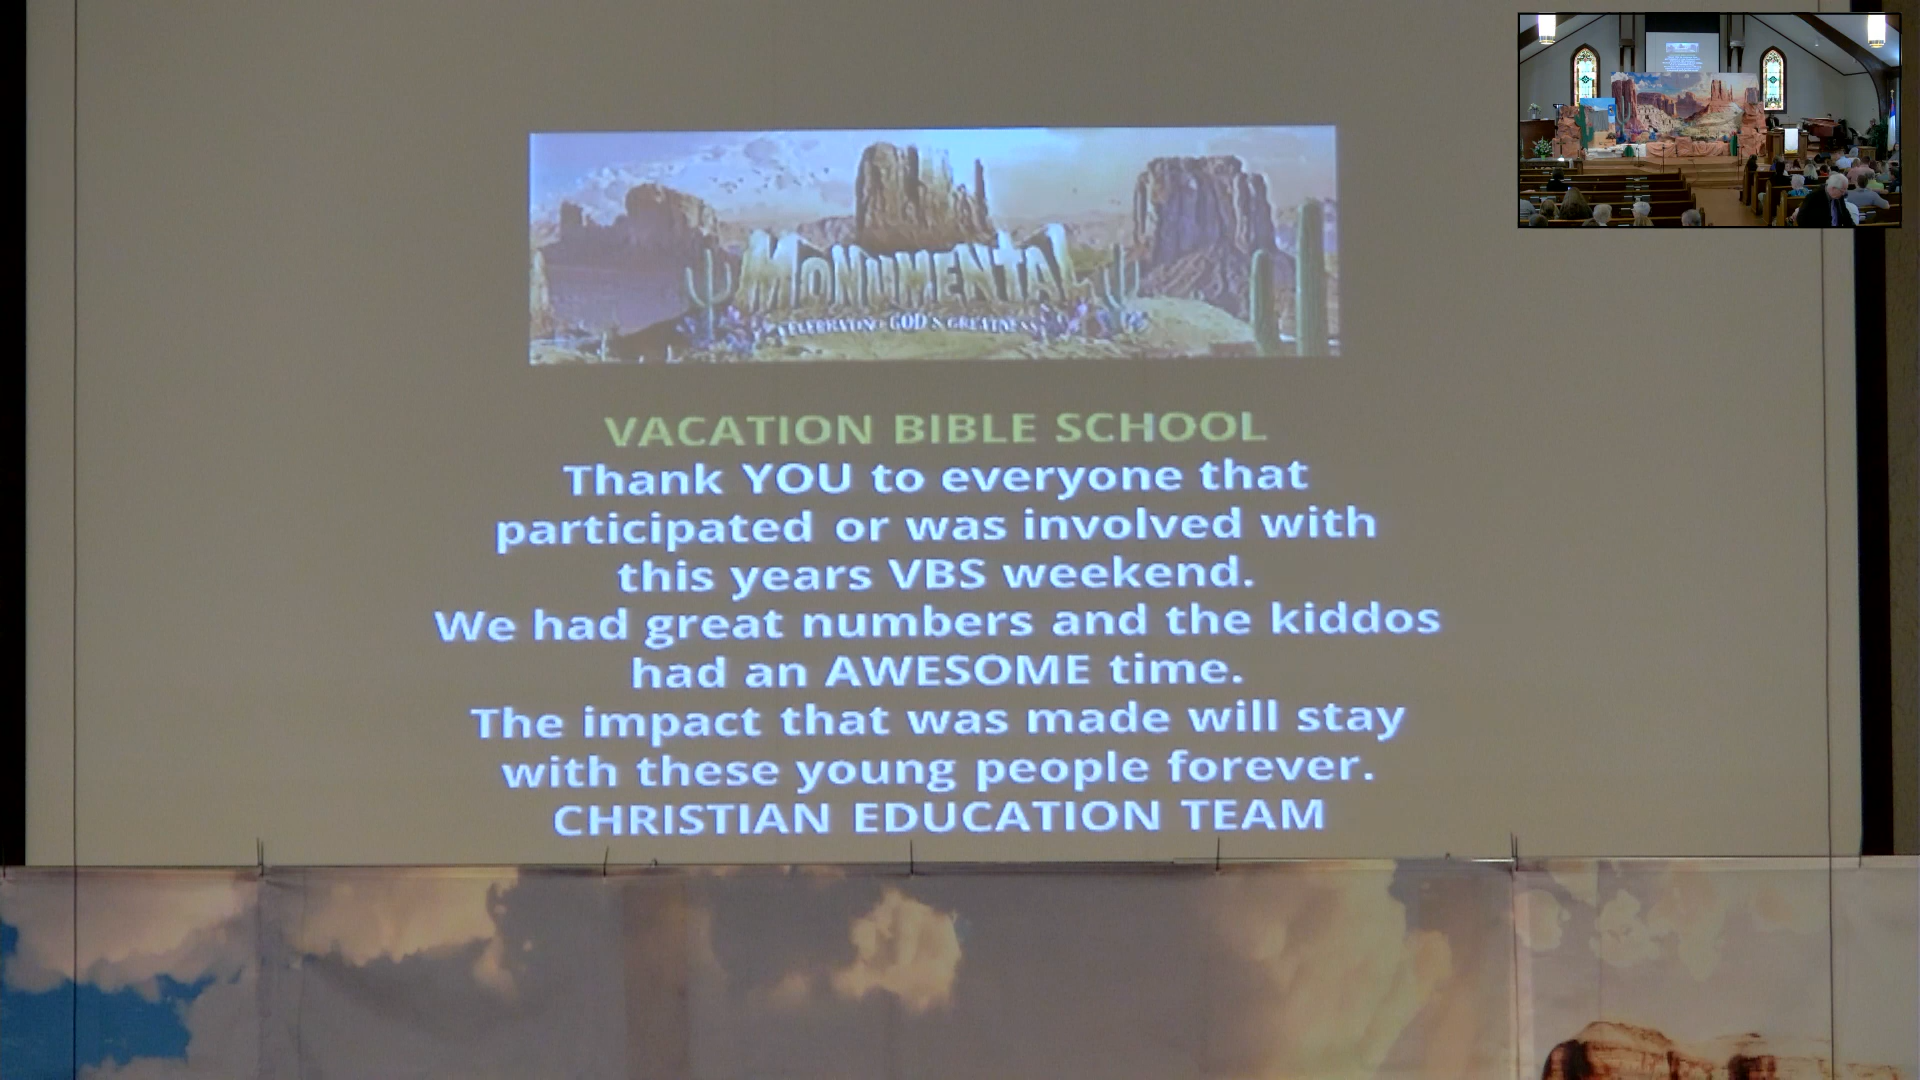 MONUMENTAL
CELEBRATING GOD'S GREATNESS
VACATION BIBLE SCHOOL
Thank YOU to everyone that
participated or was involved with
this years VBS weekend.
We had great numbers and the kiddos
had an AWESOME time.
The impact that was made will stay
with these young people forever.
CHRISTIAN EDUCATION TEAM